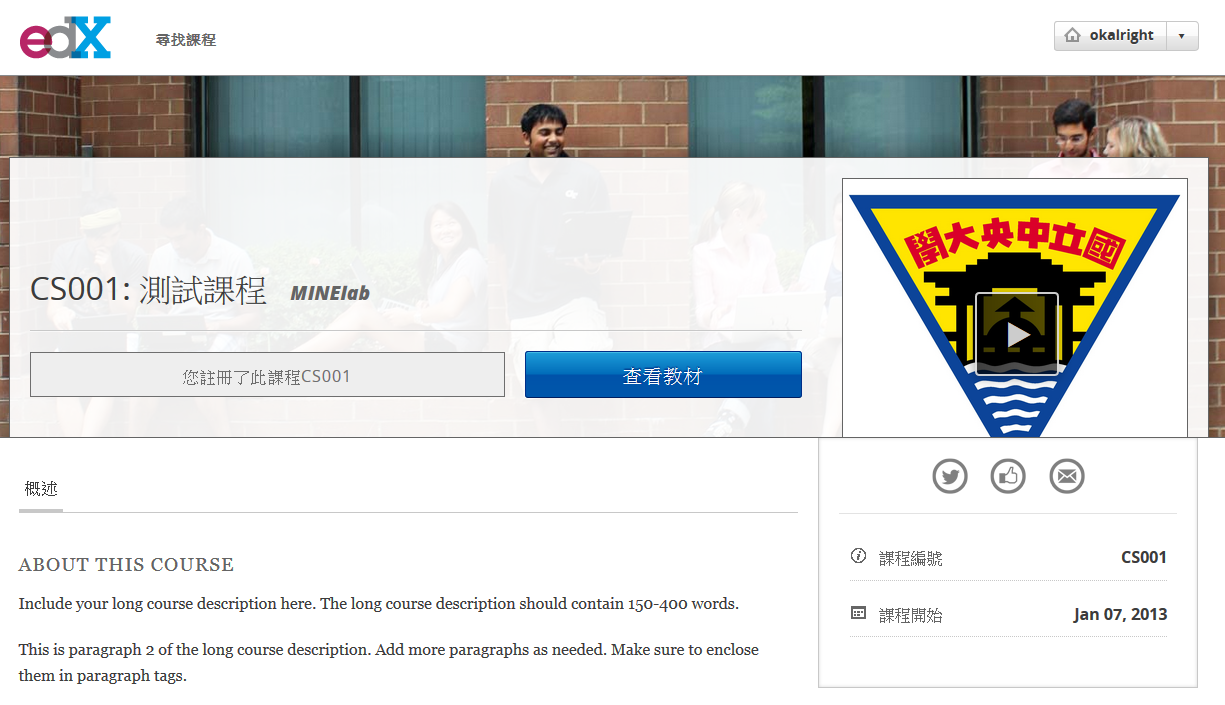 edX
尋找課程
okalright
國立中央大學
CS001: 測試課程 MINElab
您註冊了此課程CS001
查看教材
概述
ABOUT THIS COURSE
Include your long course description here. The long course description should contain 150-400 words.
This is paragraph 2 of the long course description. Add more paragraphs as needed. Make sure to enclose
them in paragraph tags.
課程編號 CS001
課程開始 Jan 07, 2013